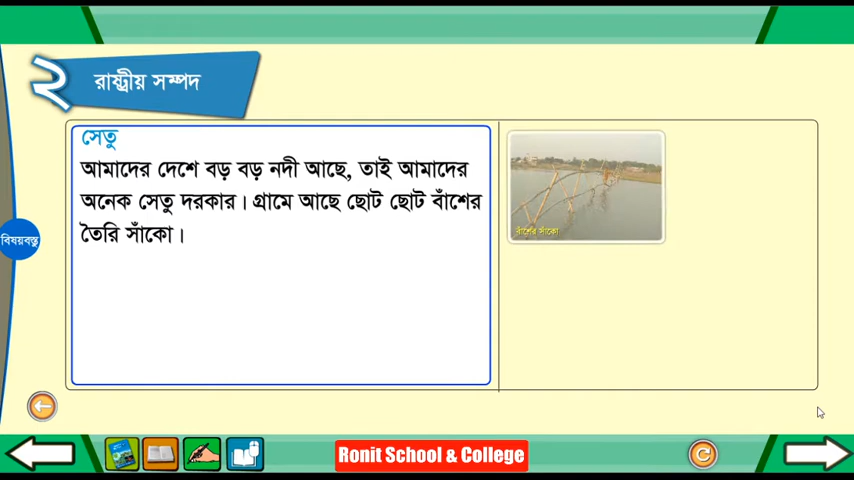 ২
রাষ্ট্রীয় সম্পদ
সেতু
আমাদের দেশে বড় বড় নদী আছে, তাই আমাদের
অনেক সেতু দরকার। গ্রামে আছে ছোট ছোট বাঁশের
তৈরি সাঁকো।
বাঁশের সাঁকো
বিষয়বস্তু
Ronit School & College